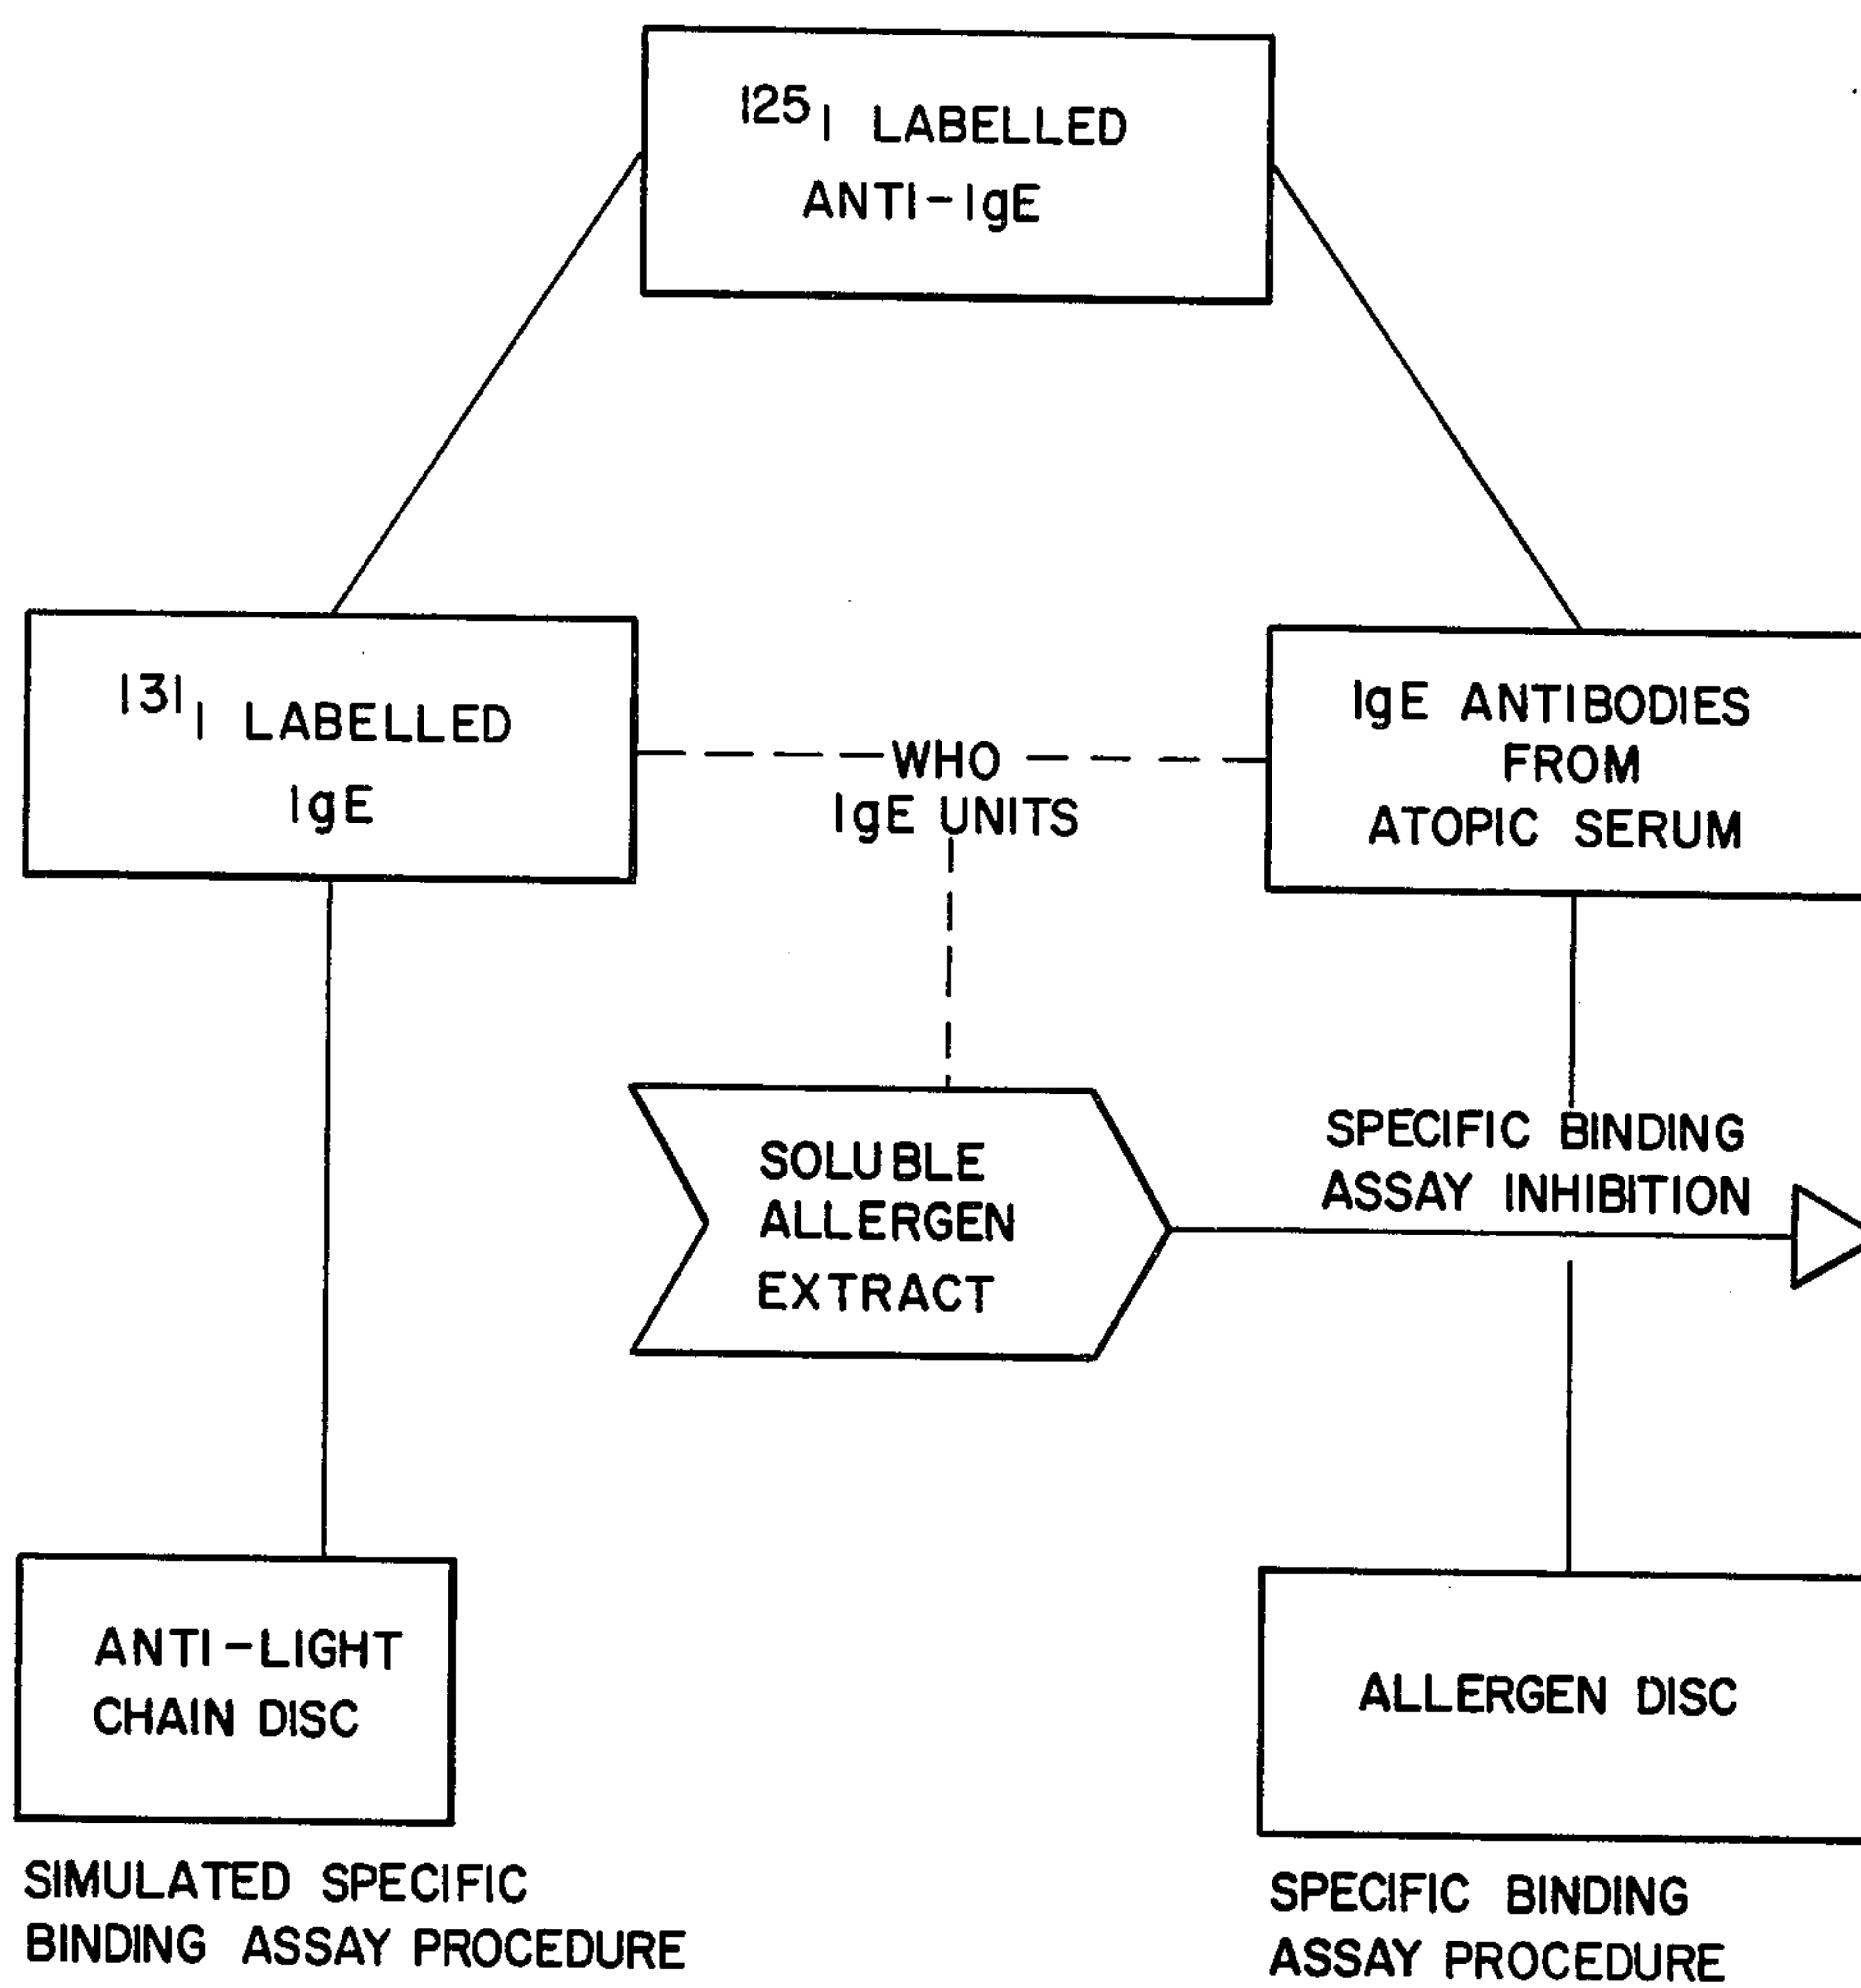 ¹²⁵I LABELLED
ANTI-IgE
¹³¹I LABELLED
IgE
WHO
IgE UNITS
IgE ANTIBODIES
FROM
ATOPIC SERUM
SOLUBLE
ALLERGEN
EXTRACT
SPECIFIC BINDING
ASSAY INHIBITION
ANTI-LIGHT
CHAIN DISC
ALLERGEN DISC
SIMULATED SPECIFIC
BINDING ASSAY PROCEDURE
SPECIFIC BINDING
ASSAY PROCEDURE